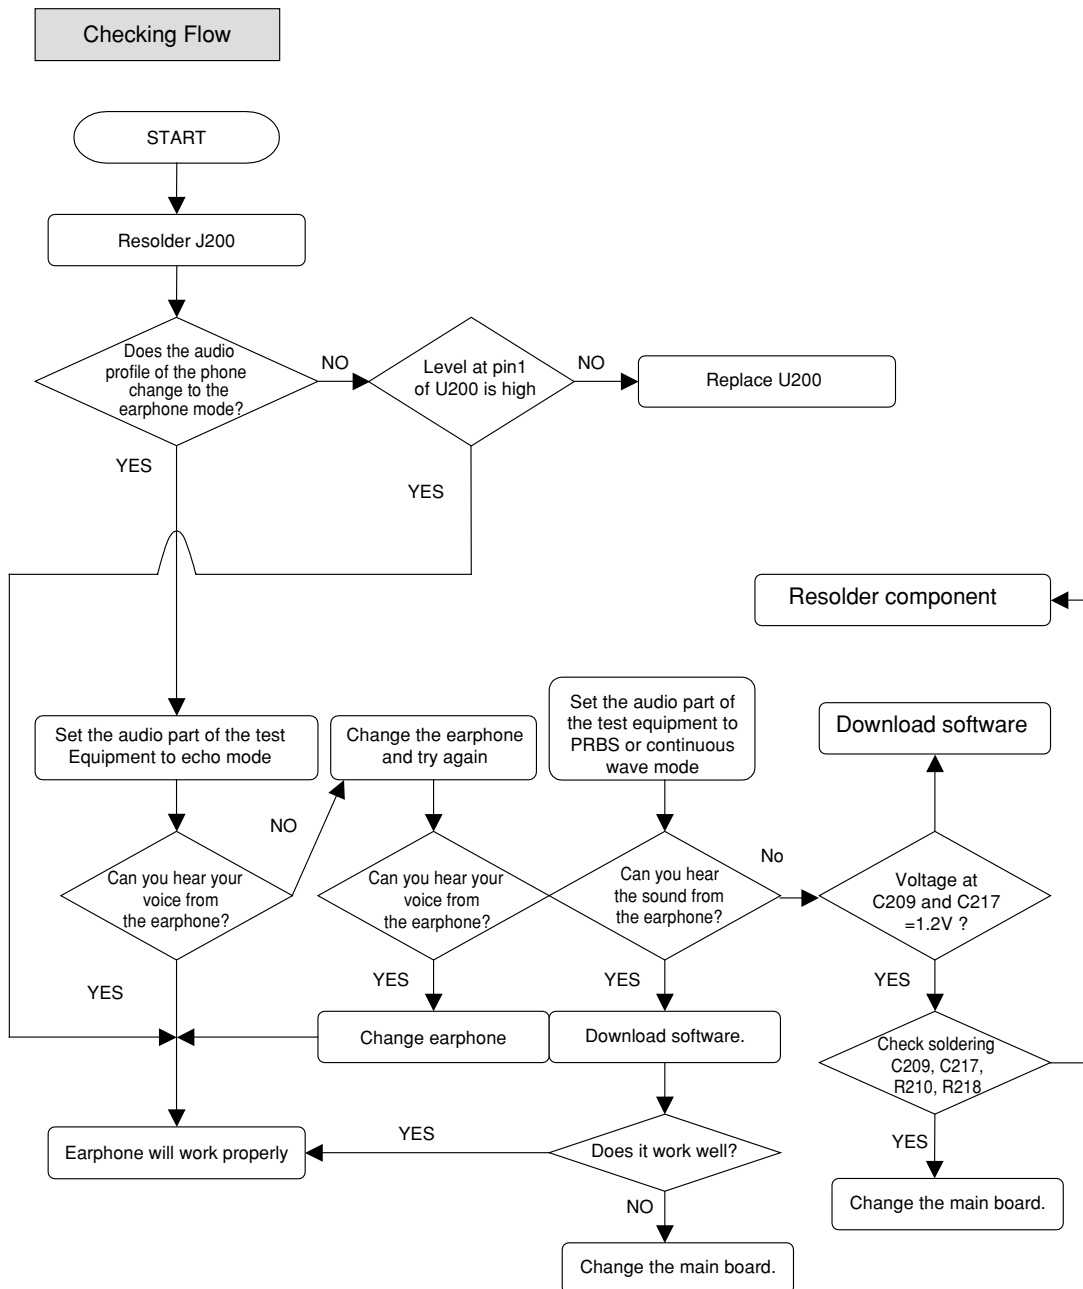 Checking Flow
START
Resolder J200
Does the audio
profile of the phone
change to the
earphone mode?
NO
Level at pin1
of U200 is high
NO
Replace U200
YES
YES
Resolder component
Set the audio part of the test
Equipment to echo mode
Change the earphone
and try again
Set the audio part of
the test equipment to
PRBS or continuous
wave mode
Download software
NO
No
Can you hear your
voice from
the earphone?
Can you hear your
voice from
the earphone?
Can you hear
the sound from
the earphone?
Voltage at
C209 and C217
=1.2V ?
YES
YES
YES
YES
Change earphone
Download software.
Check soldering
C209, C217,
R210, R218
Earphone will work properly
YES
Does it work well?
YES
NO
Change the main board.
Change the main board.